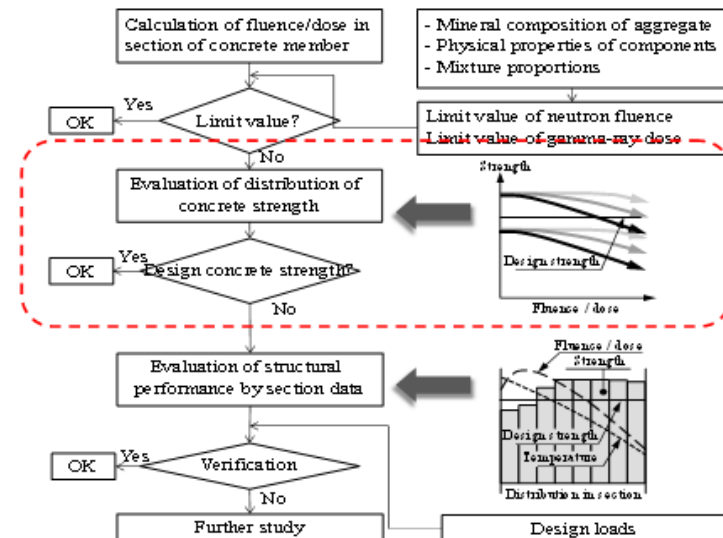 Calculation of fluence/dose in
section of concrete member
- Mineral composition of aggregate
- Physical properties of components
- Mixture proportions
Yes
OK
Limit value?
Limit value of neutron fluence
Limit value of gamma-ray dose
No
Evaluation of distribution of
concrete strength
Strength
Design strength
Fluence / dose
Yes
OK
Design concrete strength?
No
Evaluation of structural
performance by section data
Fluence / dose
Strength
Design strength
Temperature
Distribution in section
Yes
OK
Verification
No
Further study
Design loads